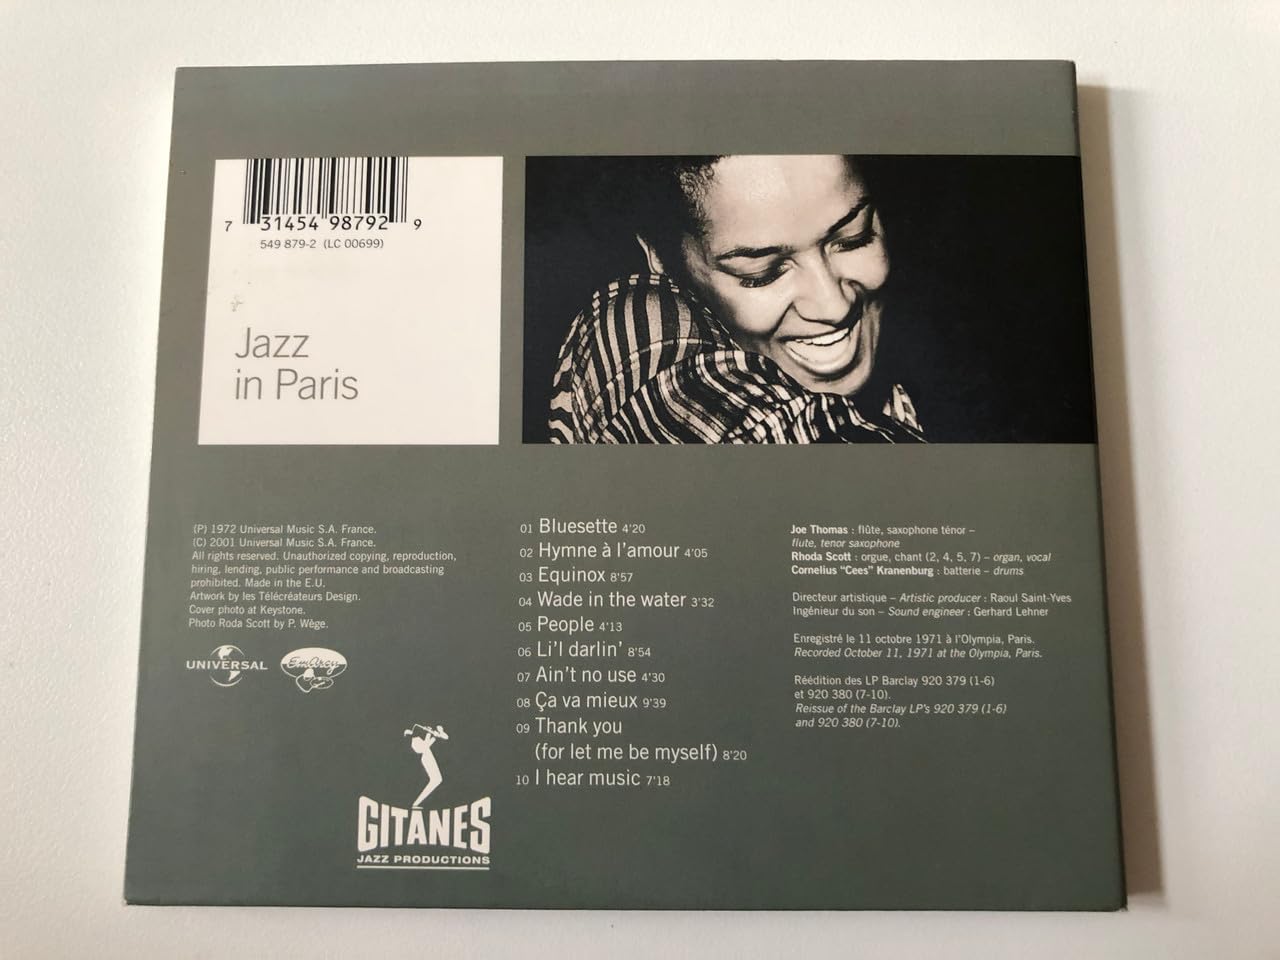 7 31454 98792 9
549 879-2 (LC 00699)
Jazz
in Paris
(P) 1972 Universal Music S.A. France.
(C) 2001 Universal Music S.A. France.
All rights reserved. Unauthorized copying, reproduction,
hiring, lending, public performance and broadcasting
prohibited. Made in the E.U.
Artwork by les Télécréateurs Design.
Cover photo at Keystone.
Photo Roda Scott by P. Wège.
UNIVERSAL
EmArcy
GITANES
JAZZ PRODUCTIONS
01 Bluesette 4'20
02 Hymne à l'amour 4'05
03 Equinox 8'57
04 Wade in the water 3'32
05 People 4'13
06 Li'l darlin' 8'54
07 Ain't no use 4'30
08 Ça va mieux 9'39
09 Thank you
(for let me be myself) 8'20
10 I hear music 7'18
Joe Thomas : flûte, saxophone ténor –
flute, tenor saxophone
Rhoda Scott : orgue, chant (2, 4, 5, 7) – organ, vocal
Cornelius "Cees" Kranenburg : batterie – drums
Directeur artistique – Artistic producer : Raoul Saint-Yves
Ingénieur du son – Sound engineer : Gerhard Lehner
Enregistré le 11 octobre 1971 à l'Olympia, Paris.
Recorded October 11, 1971 at the Olympia, Paris.
Réédition des LP Barclay 920 379 (1-6)
et 920 380 (7-10).
Reissue of the Barclay LP's 920 379 (1-6)
and 920 380 (7-10).